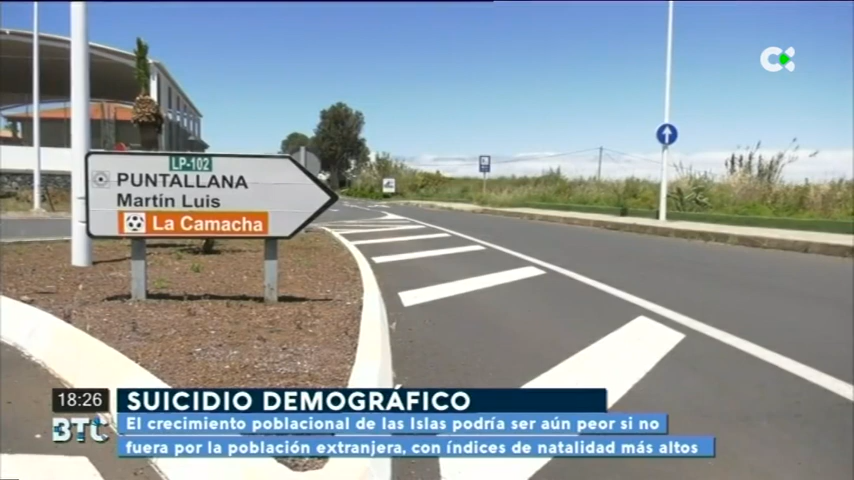 LP-102
PUNTALLANA
Martín Luis
La Camacha
18:26
SUICIDIO DEMOGRÁFICO
BTC
El crecimiento poblacional de las Islas podría ser aún peor si no
fuera por la población extranjera, con índices de natalidad más altos